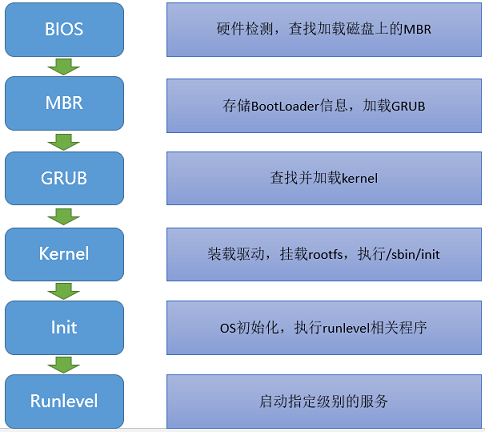 BIOS
硬件检测，查找加载磁盘上的MBR
MBR
存储BootLoader信息，加载GRUB
GRUB
查找并加载kernel
Kernel
装载驱动，挂载rootfs，执行/sbin/init
Init
OS初始化，执行runlevel相关程序
Runlevel
启动指定级别的服务